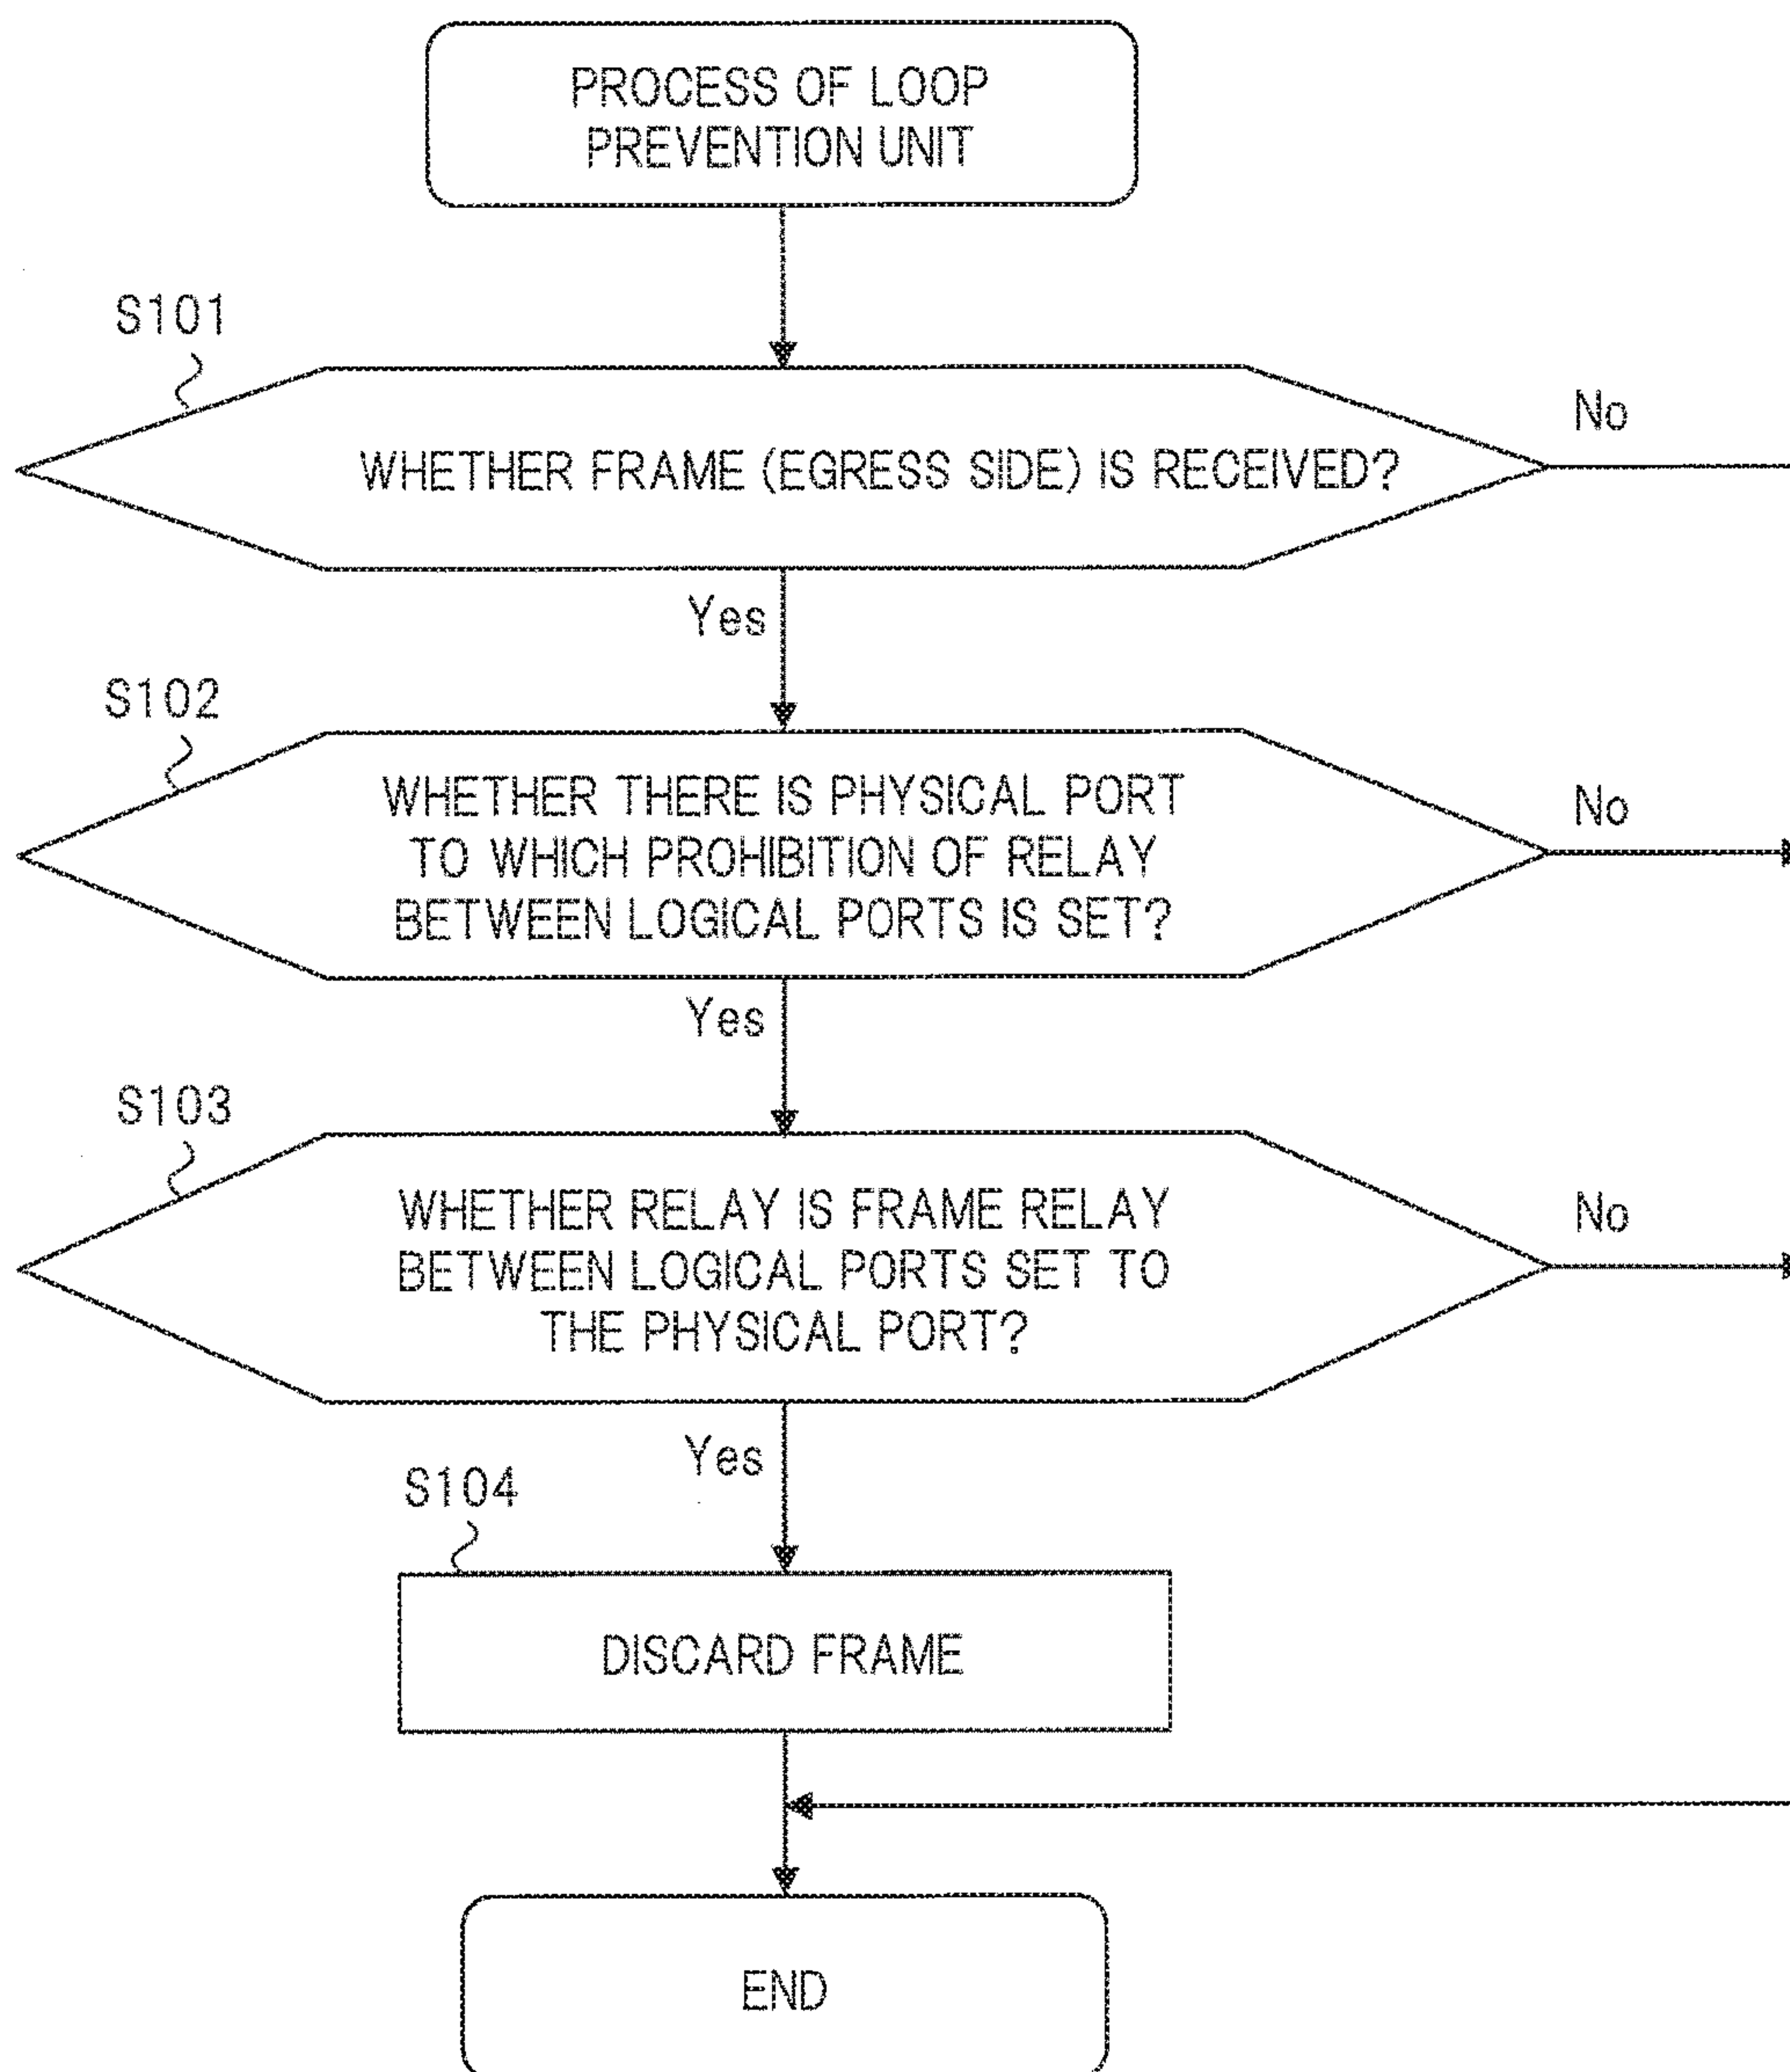 PROCESS OF LOOP
PREVENTION UNIT
S101
No
WHETHER FRAME (EGRESS SIDE) IS RECEIVED?
Yes
S102
No
WHETHER THERE IS PHYSICAL PORT
TO WHICH PROHIBITION OF RELAY
BETWEEN LOGICAL PORTS IS SET?
Yes
S103
No
WHETHER RELAY IS FRAME RELAY
BETWEEN LOGICAL PORTS SET TO
THE PHYSICAL PORT?
Yes
S104
DISCARD FRAME
END